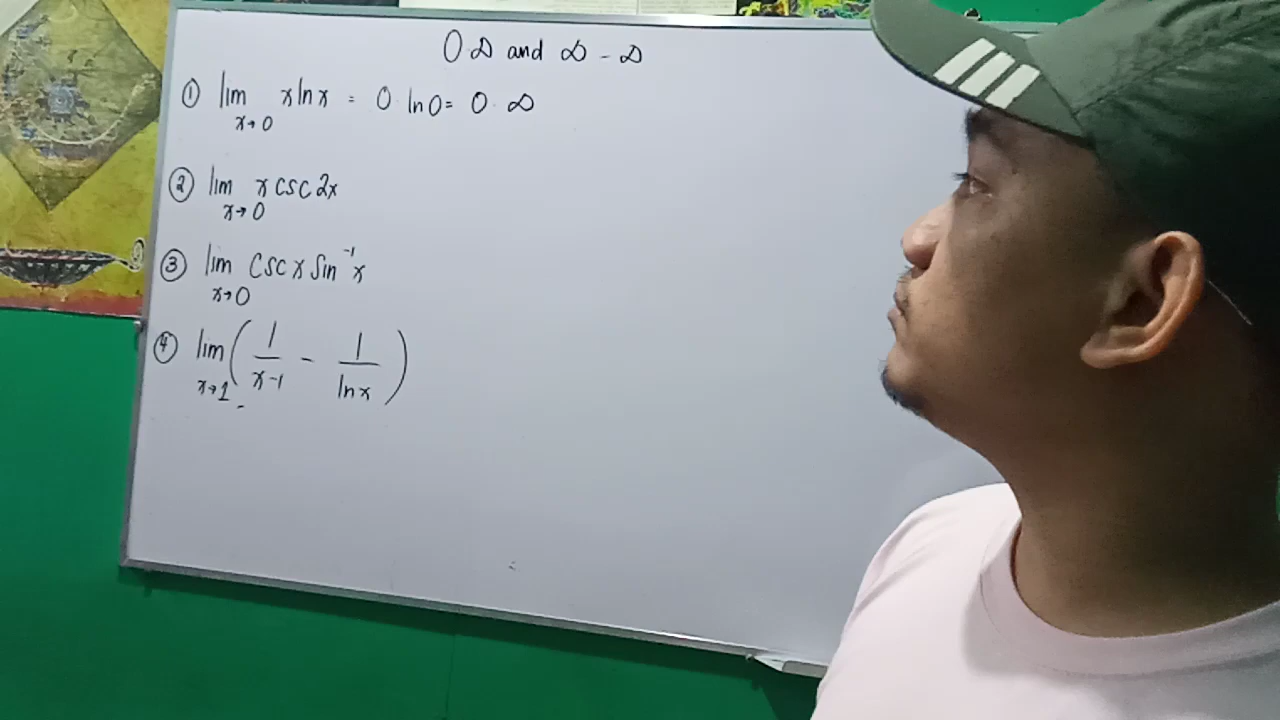 0∞ and ∞ - ∞
① lim x→0 x ln x = 0 · ln 0 = 0 · ∞
② lim x→0 x csc 2x
③ lim x→0 csc x sin⁻¹ x
④ lim x→1 ( 1/x-1 - 1/ln x )